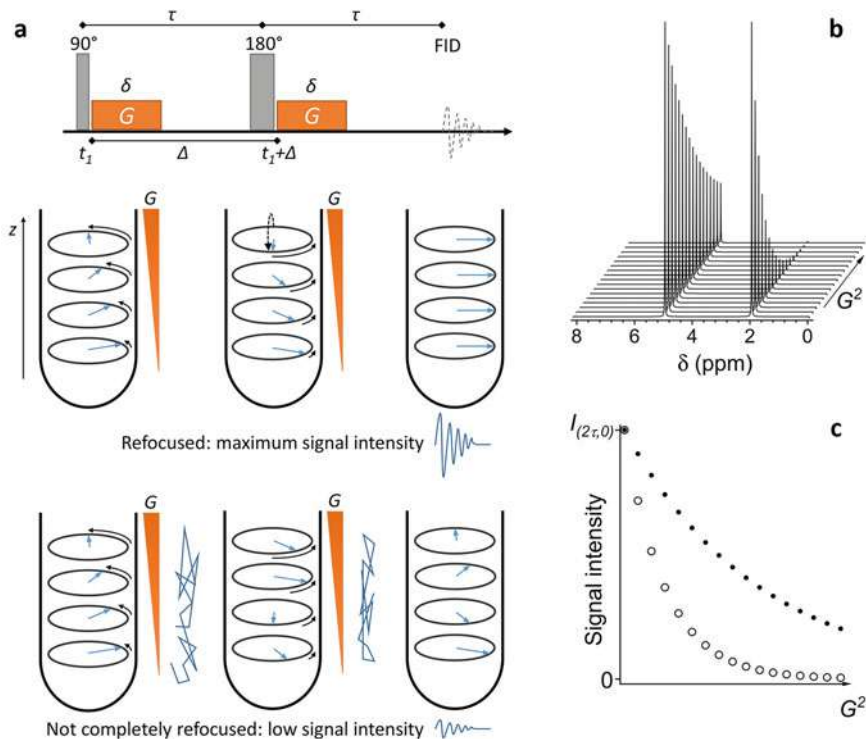 a
τ τ
90° 180° FID
δ δ
G G
t1 Δ t1+Δ
G G
z
Refocused: maximum signal intensity
G G
Not completely refocused: low signal intensity
b
G²
8 6 4 2 0
δ (ppm)
c
I(2τ,0)
Signal intensity
0
G²